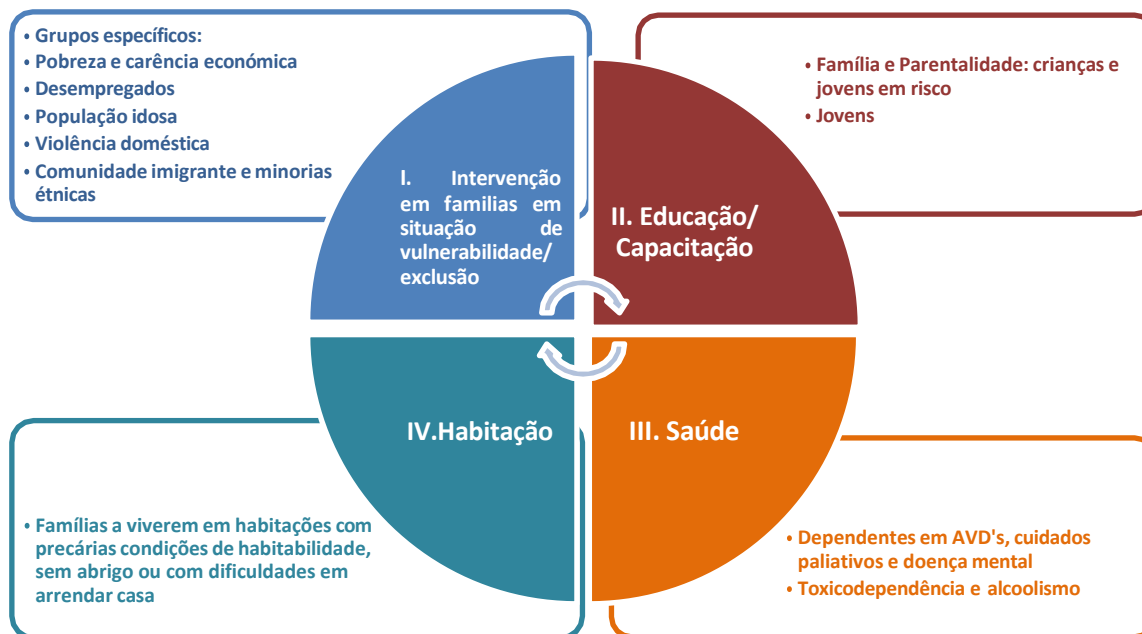 • Grupos específicos:
• Pobreza e carência económica
• Desempregados
• População idosa
• Violência doméstica
• Comunidade imigrante e minorias
étnicas
I. Intervenção
em familias em
situação de
vulnerabilidade/
exclusão
• Família e Parentalidade: crianças e
jovens em risco
• Jovens
II. Educação/
Capacitação
IV.Habitação
• Famílias a viverem em habitações com
precárias condições de habitabilidade,
sem abrigo ou com dificuldades em
arrendar casa
III. Saúde
• Dependentes em AVD's, cuidados
paliativos e doença mental
• Toxicodependência e alcoolismo